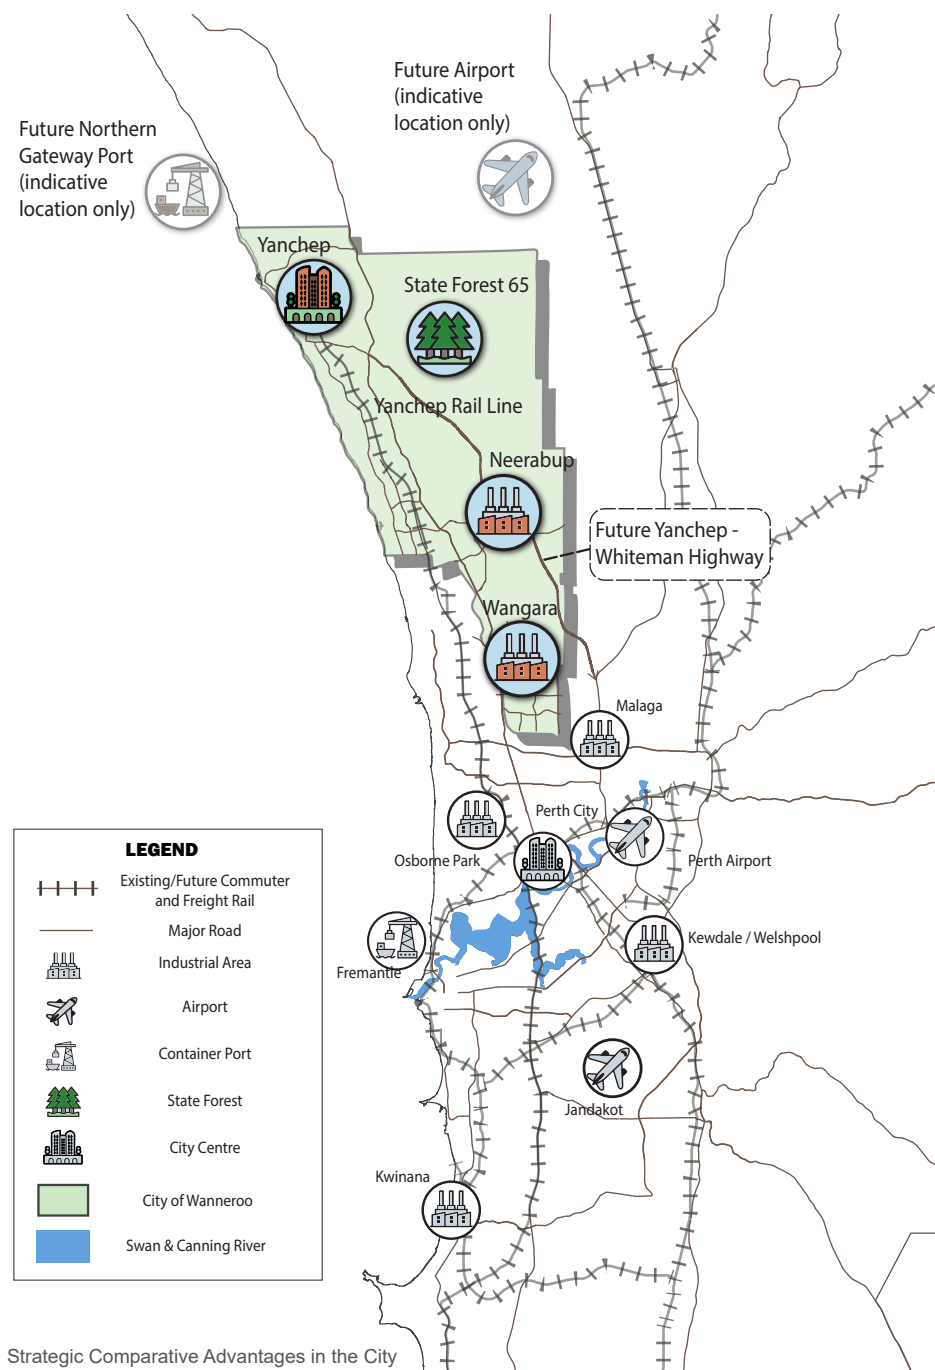 Future Airport
(indicative
location only)
Future Northern
Gateway Port
(indicative
location only)
Yanchep
State Forest 65
Yanchep Rail Line
Neerabup
Future Yanchep -
Whiteman Highway
Wangara
Malaga
Perth City
Osborne Park
Perth Airport
Kewdale / Welshpool
Fremantle
Jandakot
Kwinana
LEGEND
Existing/Future Commuter
and Freight Rail
Major Road
Industrial Area
Airport
Container Port
State Forest
City Centre
City of Wanneroo
Swan & Canning River
Strategic Comparative Advantages in the City